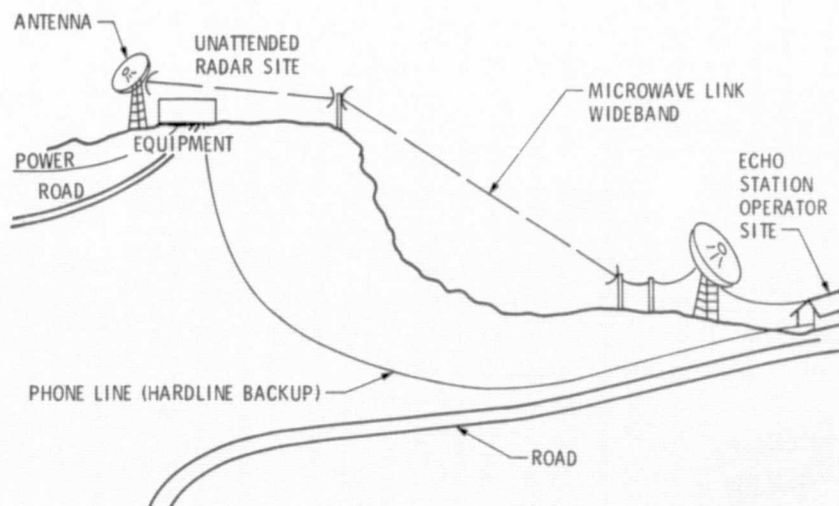 ANTENNA
UNATTENDED
RADAR SITE
MICROWAVE LINK
WIDEBAND
EQUIPMENT
POWER
ROAD
ECHO
STATION
OPERATOR
SITE
PHONE LINE (HARDLINE BACKUP)
ROAD